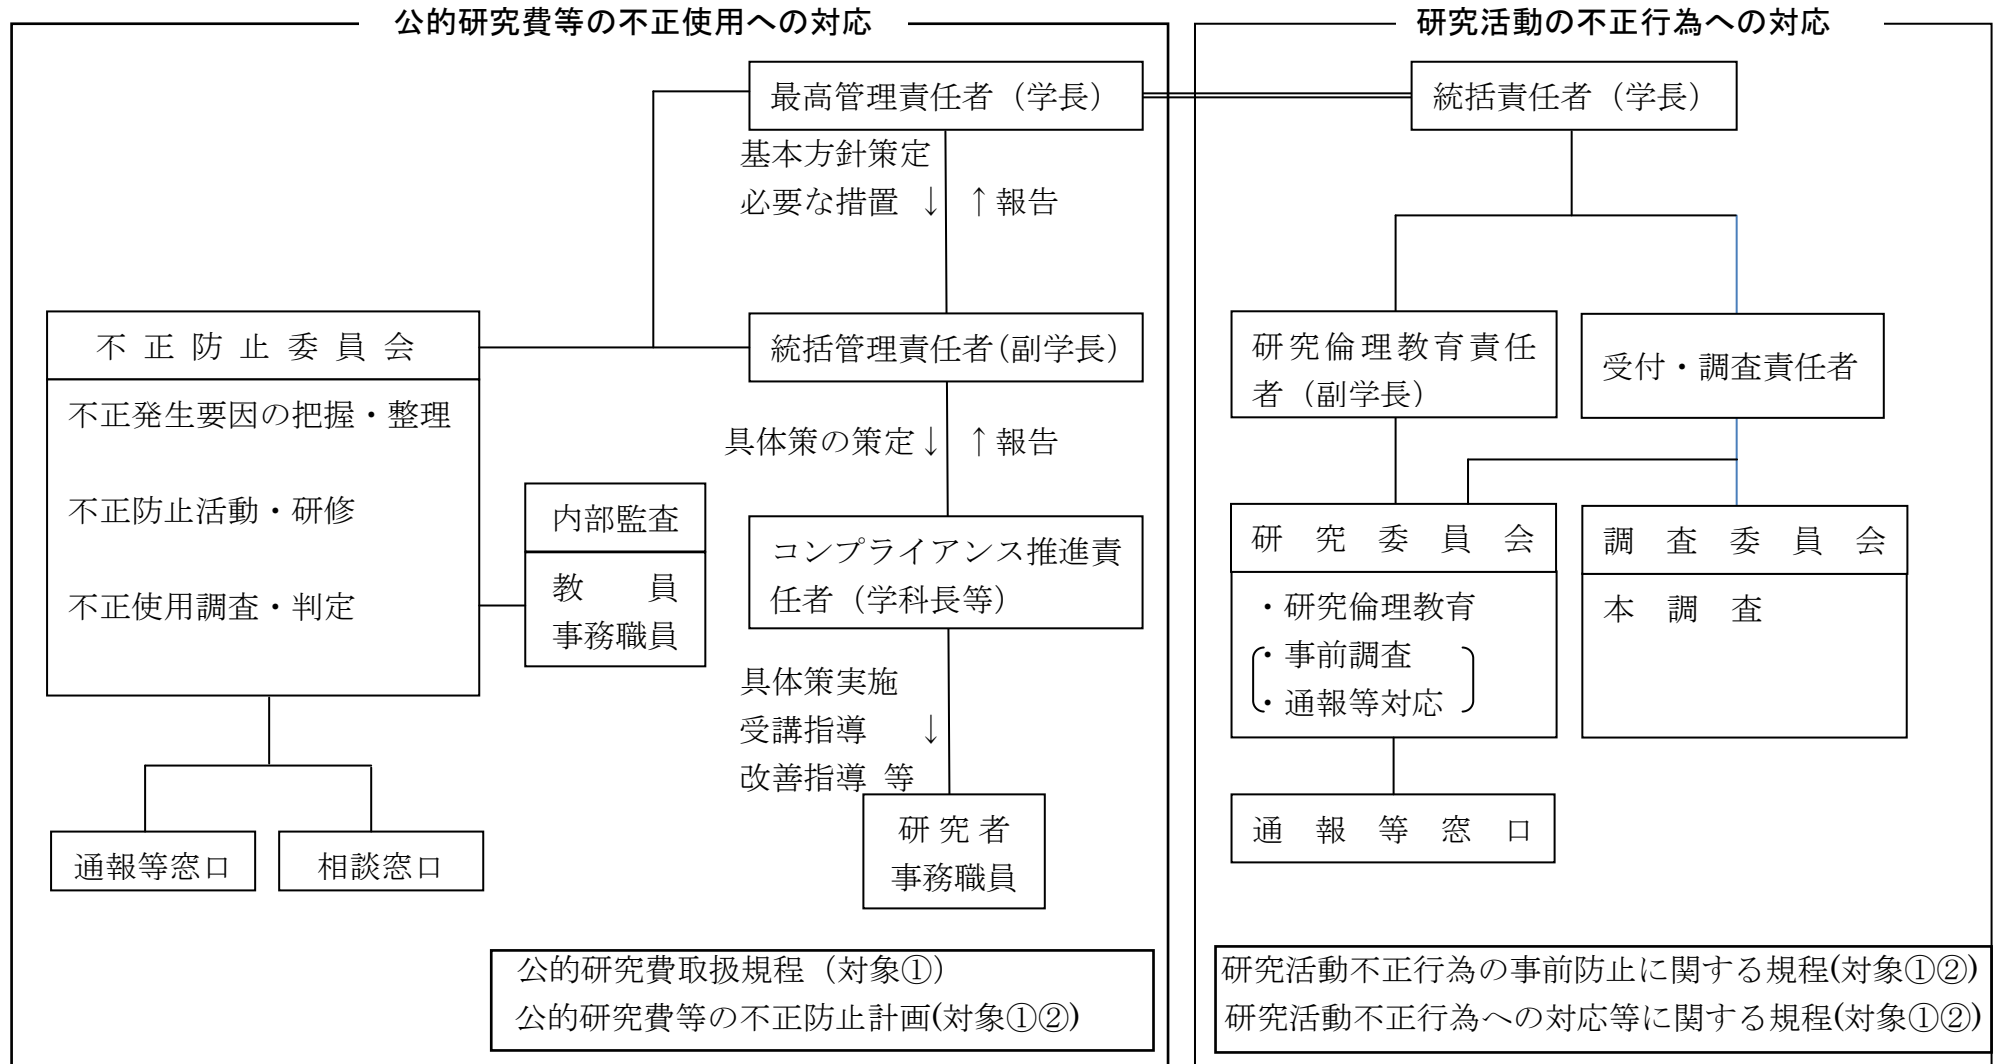 公的研究費等の不正使用への対応
最高管理責任者（学長）
基本方針策定
必要な措置 ↓ ↑報告
不正防止委員会
統括管理責任者(副学長)
不正発生要因の把握・整理
不正防止活動・研修
不正使用調査・判定
具体策の策定↓ ↑報告
内部監査
教 員
事務職員
コンプライアンス推進責
任者（学科長等）
具体策実施
受講指導 ↓
改善指導 等
研究者
事務職員
通報等窓口
相談窓口
公的研究費取扱規程（対象①）
公的研究費等の不正防止計画(対象①②)
研究活動の不正行為への対応
統括責任者（学長）
研究倫理教育責任
者（副学長）
受付・調査責任者
研究委員会
・研究倫理教育
・事前調査
・通報等対応
調査委員会
本調査
通報等窓口
研究活動不正行為の事前防止に関する規程(対象①②)
研究活動不正行為への対応等に関する規程(対象①②)